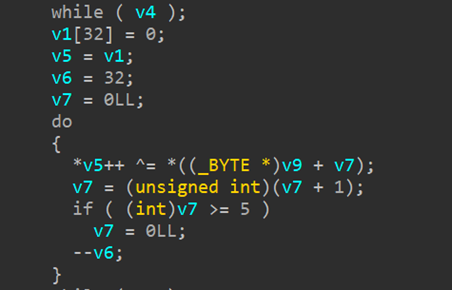 while ( v4 );
v1[32] = 0;
v5 = v1;
v6 = 32;
v7 = 0LL;
do
{
*v5++ ^= *((_BYTE *)v9 + v7);
v7 = (unsigned int)(v7 + 1);
if ( (int)v7 >= 5 )
v7 = 0LL;
--v6;
}